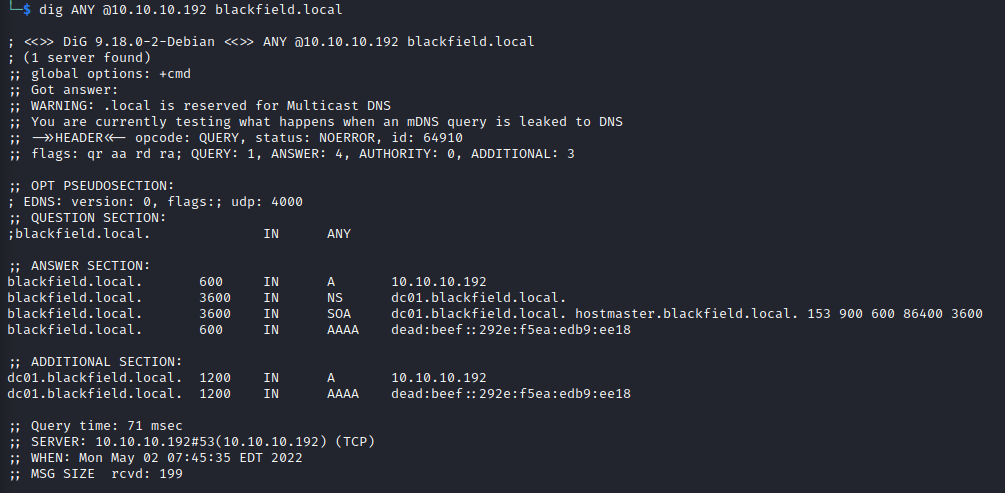 └─$ dig ANY @10.10.10.192 blackfield.local
; <<>> DiG 9.18.0-2-Debian <<>> ANY @10.10.10.192 blackfield.local
; (1 server found)
;; global options: +cmd
;; Got answer:
;; WARNING: .local is reserved for Multicast DNS
;; You are currently testing what happens when an mDNS query is leaked to DNS
;; ->>HEADER<<- opcode: QUERY, status: NOERROR, id: 64910
;; flags: qr aa rd ra; QUERY: 1, ANSWER: 4, AUTHORITY: 0, ADDITIONAL: 3
;; OPT PSEUDOSECTION:
; EDNS: version: 0, flags:; udp: 4000
;; QUESTION SECTION:
;blackfield.local. IN ANY
;; ANSWER SECTION:
blackfield.local. 600 IN A 10.10.10.192
blackfield.local. 3600 IN NS dc01.blackfield.local.
blackfield.local. 3600 IN SOA dc01.blackfield.local. hostmaster.blackfield.local. 153 900 600 86400 3600
blackfield.local. 600 IN AAAA dead:beef::292e:f5ea:edb9:ee18
;; ADDITIONAL SECTION:
dc01.blackfield.local. 1200 IN A 10.10.10.192
dc01.blackfield.local. 1200 IN AAAA dead:beef::292e:f5ea:edb9:ee18
;; Query time: 71 msec
;; SERVER: 10.10.10.192#53(10.10.10.192) (TCP)
;; WHEN: Mon May 02 07:45:35 EDT 2022
;; MSG SIZE rcvd: 199